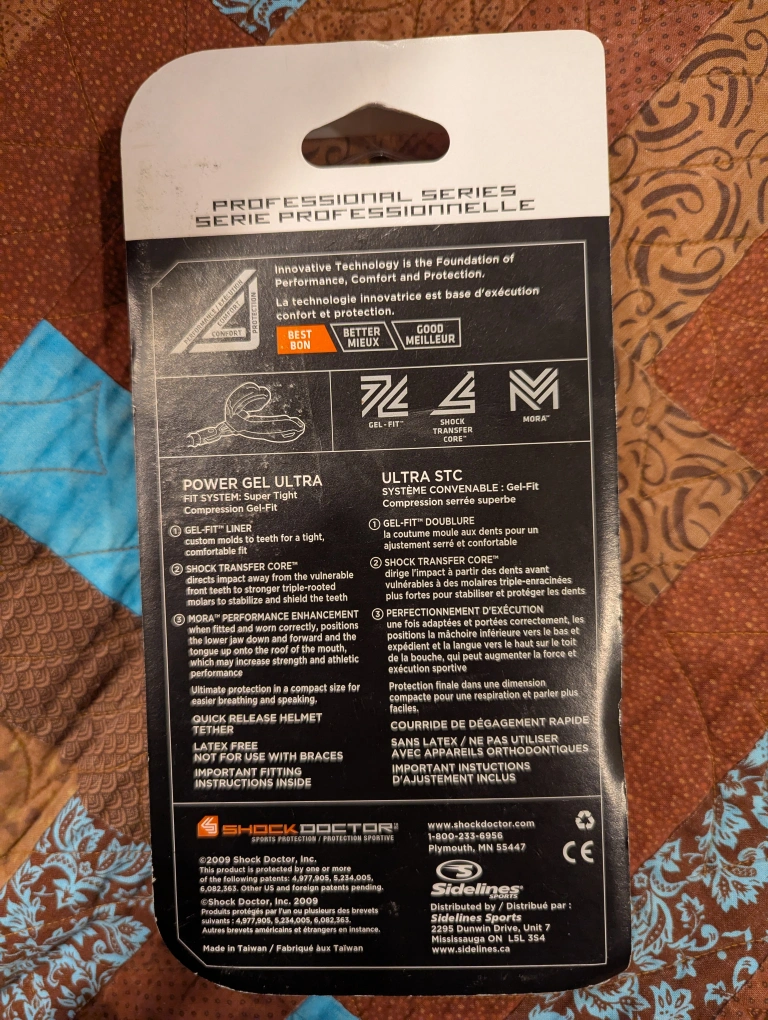 PROFESSIONAL SERIES
SERIE PROFESSIONNELLE
Innovative Technology is the Foundation of
Performance, Comfort and Protection.
La technologie innovatrice est base d'exécution
confort et protection.
COMFORT
CONFORT
PROTECTION
BEST
BON
BETTER
MIEUX
GOOD
MEILLEUR
GEL-FIT™
SHOCK
TRANSFER
CORE™
MORA™
POWER GEL ULTRA
FIT SYSTEM: Super Tight
Compression Gel-Fit
1 GEL-FIT™ LINER
custom molds to teeth for a tight,
comfortable fit
2 SHOCK TRANSFER CORE™
directs impact away from the vulnerable
front teeth to stronger triple-rooted
molars to stabilize and shield the teeth
3 MORA™ PERFORMANCE ENHANCEMENT
when fitted and worn correctly, positions
the lower jaw down and forward and the
tongue up onto the roof of the mouth,
which may increase strength and athletic
performance
Ultimate protection in a compact size for
easier breathing and speaking.
QUICK RELEASE HELMET
TETHER
LATEX FREE
NOT FOR USE WITH BRACES
IMPORTANT FITTING
INSTRUCTIONS INSIDE
ULTRA STC
SYSTÈME CONVENABLE : Gel-Fit
Compression serrée superbe
1 GEL-FIT™ DOUBLURE
la coutume moule aux dents pour un
ajustement serré et confortable
2 SHOCK TRANSFER CORE™
dirige l'impact à partir des dents avant
vulnérables à des molaires triple-enracinées
plus fortes pour stabiliser et protéger les dents
3 PERFECTIONNEMENT D'EXÉCUTION
une fois adaptées et portées correctement, les
positions la mâchoire inférieure vers le bas et
expédient et la langue vers le haut sur le toit
de la bouche, qui peut augmenter la force et
exécution sportive
Protection finale dans une dimension
compacte pour une respiration et parler plus
faciles.
COURRIDE DE DÉGAGEMENT RAPIDE
SANS LATEX / NE PAS UTILISER
AVEC APPAREILS ORTHODONTIQUES
IMPORTANT INSTUCTIONS
D'AJUSTEMENT INCLUS
SHOCK DOCTOR
SPORTS PROTECTION / PROTECTION SPORTIVE
©2009 Shock Doctor, Inc.
This product is protected by one or more
of the following patents: 4,977,905, 5,234,005,
6,082,363. Other US and foreign patents pending.
©Shock Doctor, Inc. 2009
Produits protégés par l'un ou plusieurs des brevets
suivants : 4,977,905, 5,234,005, 6,082,363.
Autres brevets américains et étrangers en instance.
Made in Taiwan / Fabriqué àux Taïwan
www.shockdoctor.com
1-800-233-6956
Plymouth, MN 55447
CE
Sidelines
SPORTS
Distributed by / Distribué par :
Sidelines Sports
2295 Dunwin Drive, Unit 7
Mississauga ON L5L 3S4
www.sidelines.ca